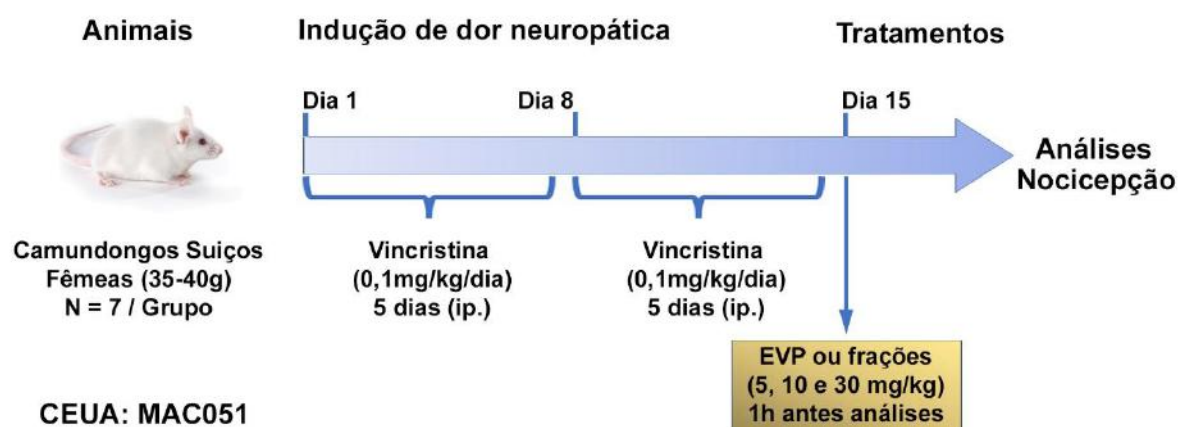 Animais
Indução de dor neuropática
Tratamentos
Dia 1
Dia 8
Dia 15
Análises
Nocicepção
Camundongos Suiços
Fêmeas (35-40g)
N = 7 / Grupo
Vincristina
(0,1mg/kg/dia)
5 dias (ip.)
Vincristina
(0,1mg/kg/dia)
5 dias (ip.)
EVP ou frações
(5, 10 e 30 mg/kg)
1h antes análises
CEUA: MAC051